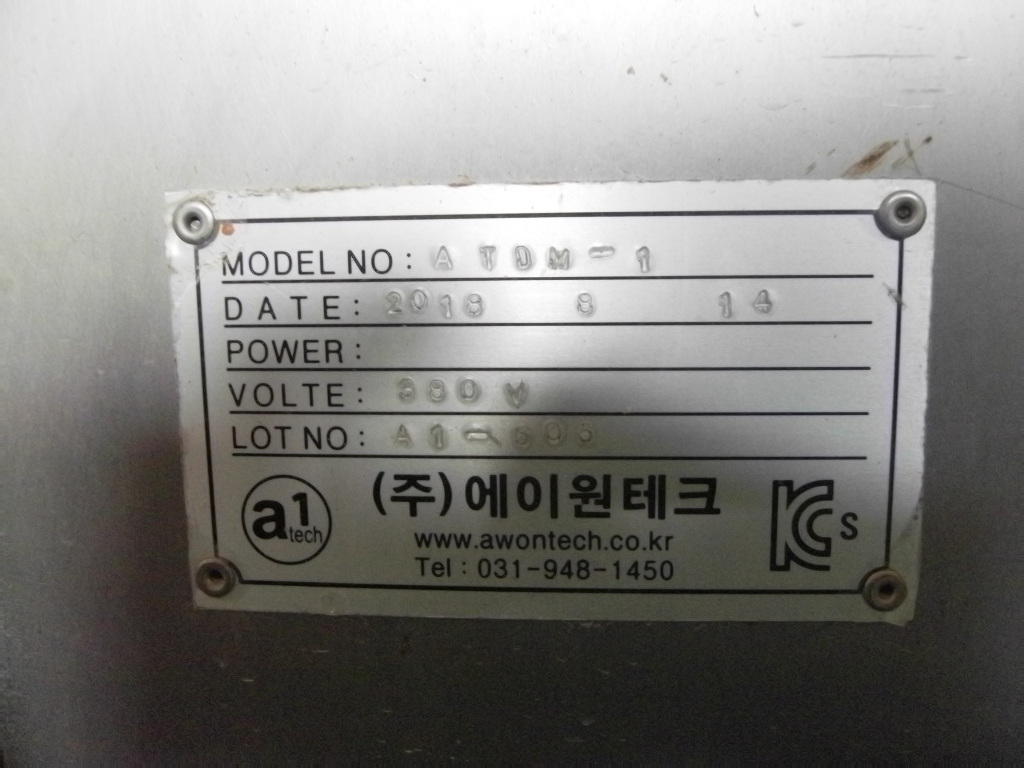 MODEL NO : ATDM-1
DATE : 2018 8 14
POWER :
VOLTE : 380 V
LOT NO :
a1 tech
(주)에이원테크
KC s
www.awontech.co.kr
Tel : 031-948-1450